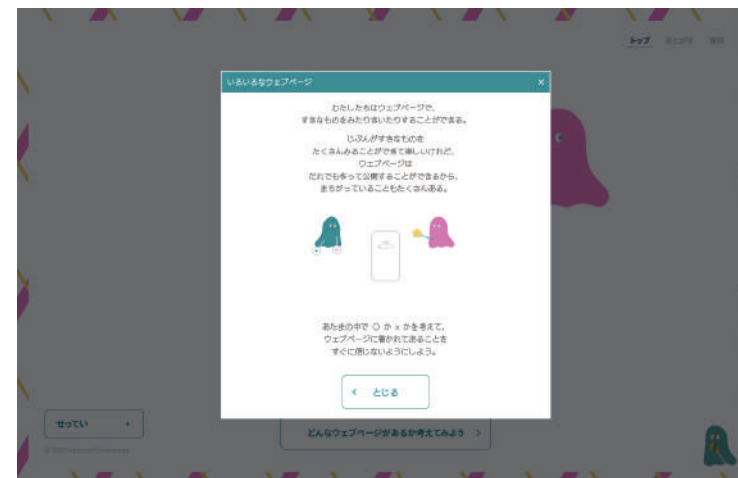 トップ
いろいろなウェブページ
×
わたしたちはウェブページで、
すきなものをみたりきいたりすることができる。
じぶんがすきなものを
たくさんみることができて楽しいけれど、
ウェブページは
だれでも作って公開することができるから、
まちがっていることもたくさんある。
あたまの中で ○ か × かを考えて、
ウェブページに書かれてあることを
すぐに信じないようにしよう。
< とじる
せってい +
どんなウェブページがあるか考えてみよう >